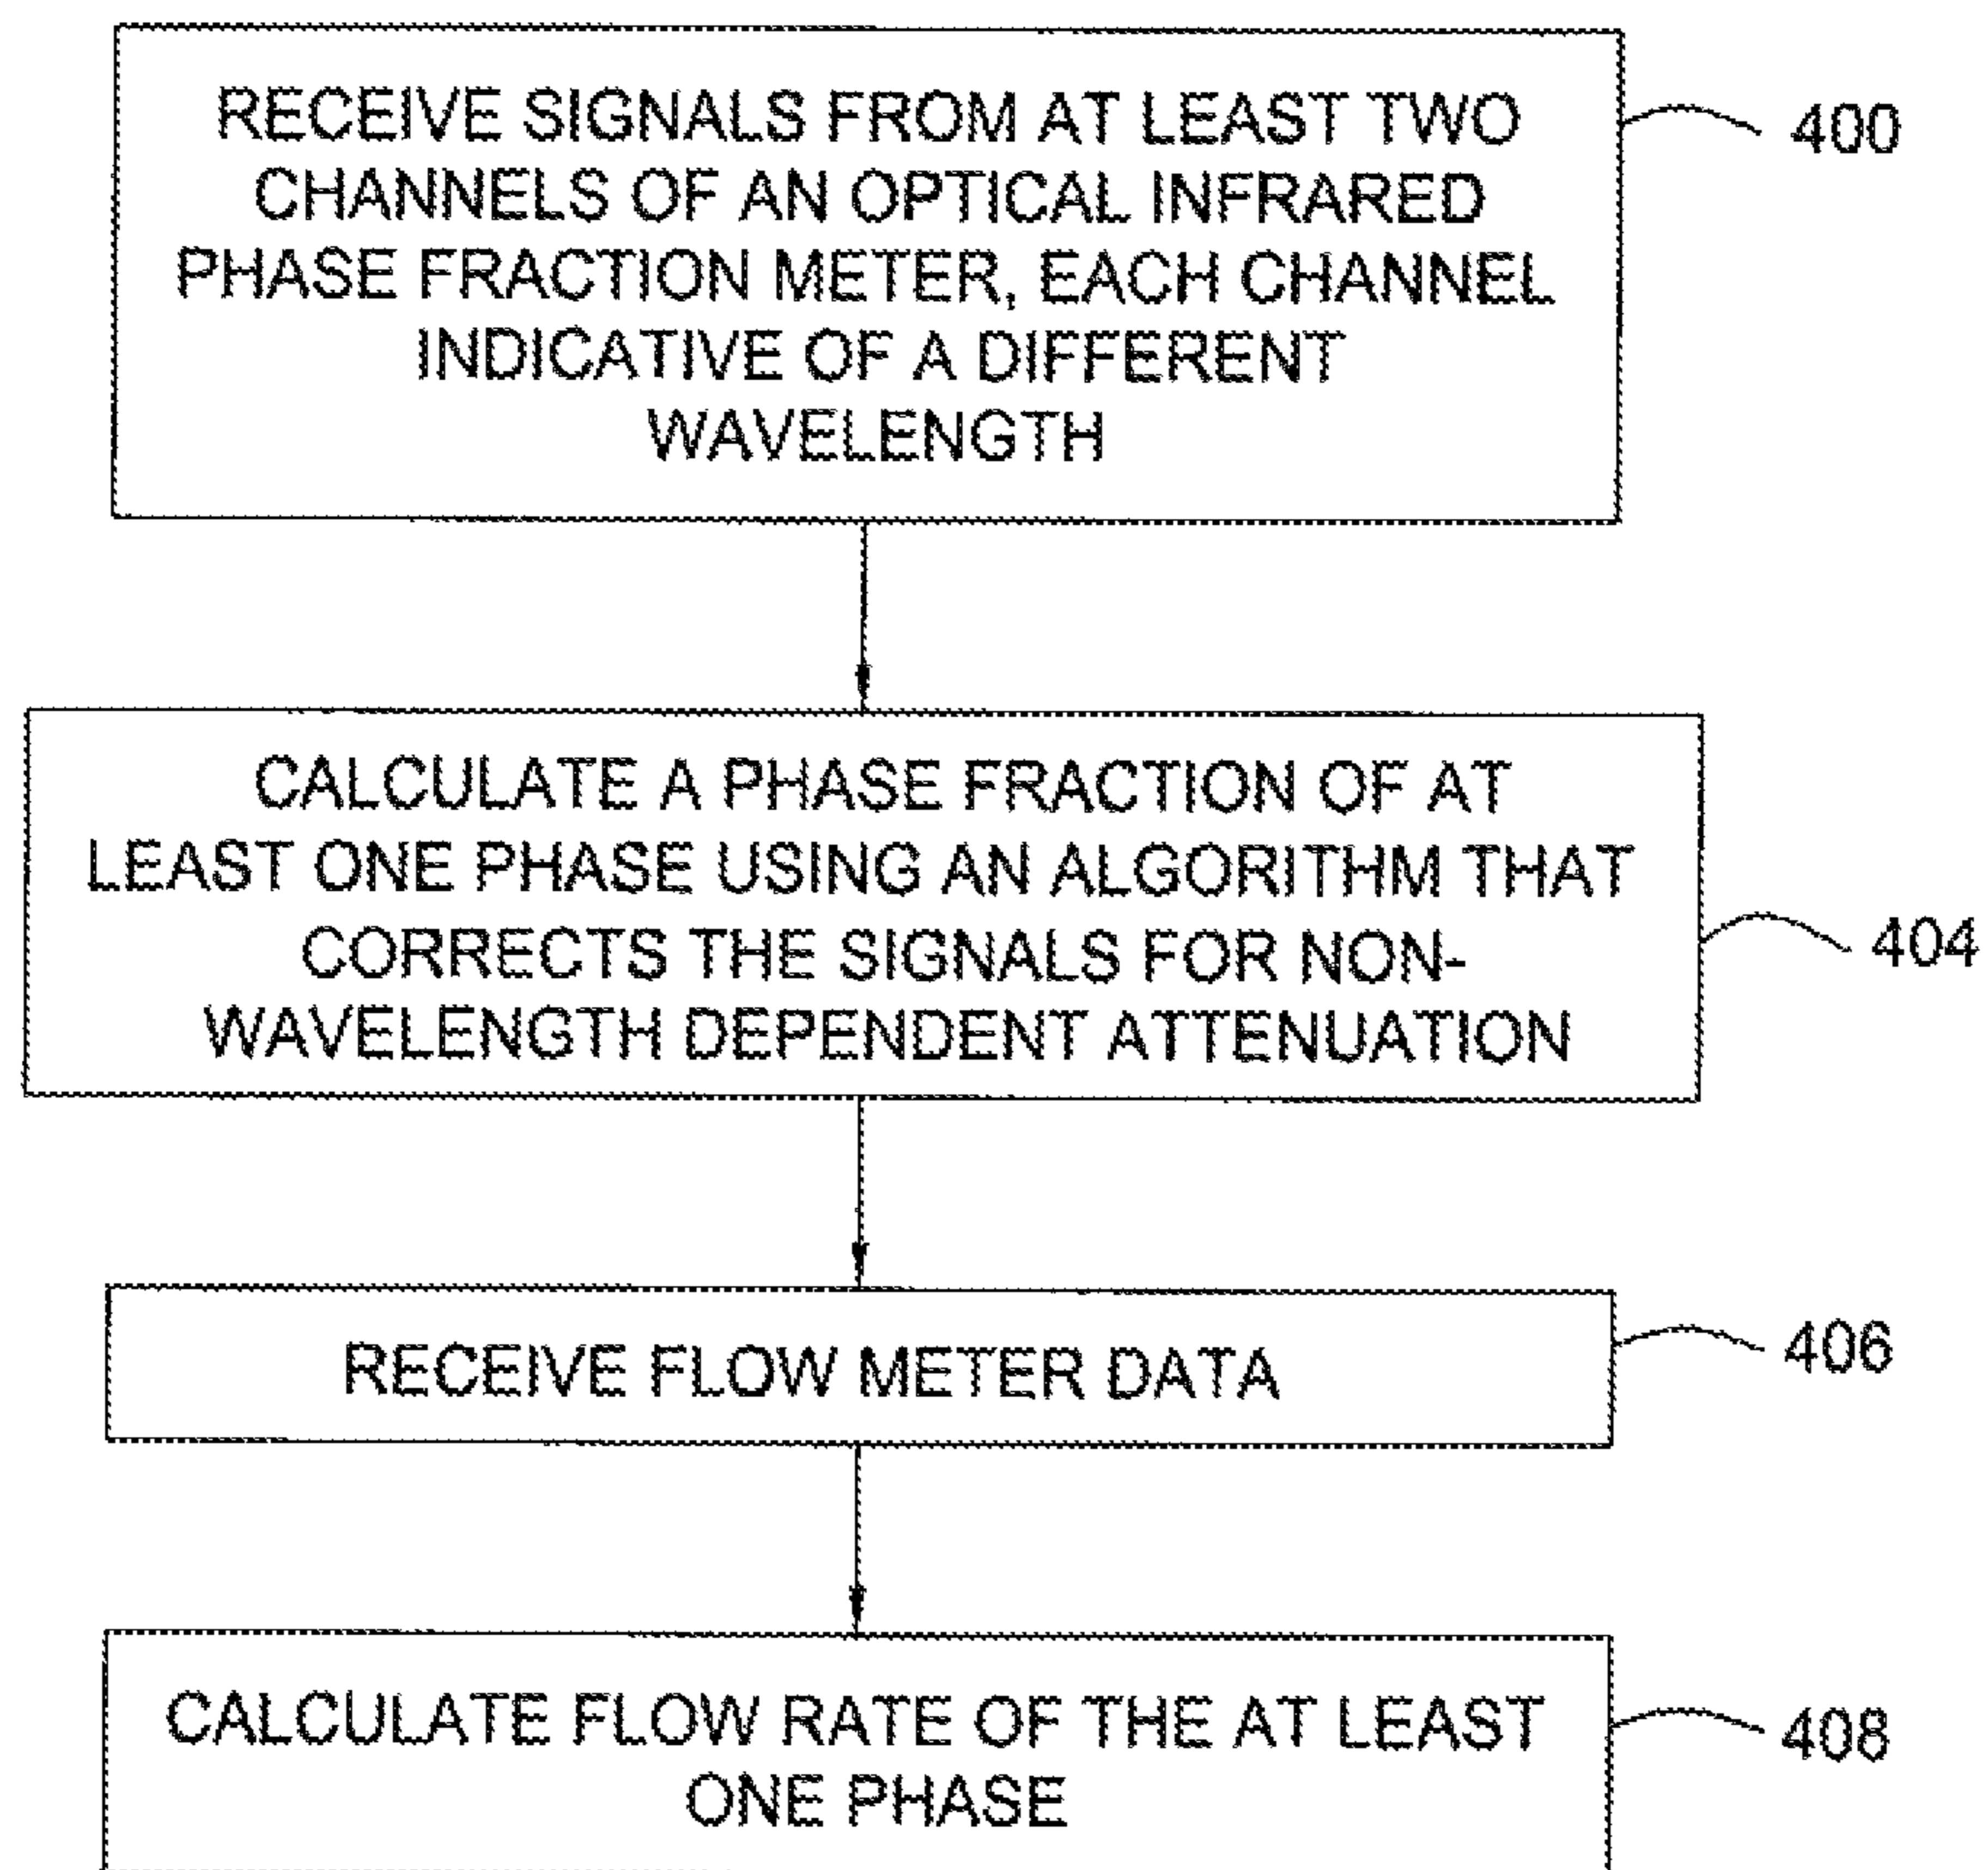 RECEIVE SIGNALS FROM AT LEAST TWO
CHANNELS OF AN OPTICAL INFRARED
PHASE FRACTION METER, EACH CHANNEL
INDICATIVE OF A DIFFERENT
WAVELENGTH
400
CALCULATE A PHASE FRACTION OF AT
LEAST ONE PHASE USING AN ALGORITHM THAT
CORRECTS THE SIGNALS FOR NON-
WAVELENGTH DEPENDENT ATTENUATION
404
RECEIVE FLOW METER DATA
406
CALCULATE FLOW RATE OF THE AT LEAST
ONE PHASE
408